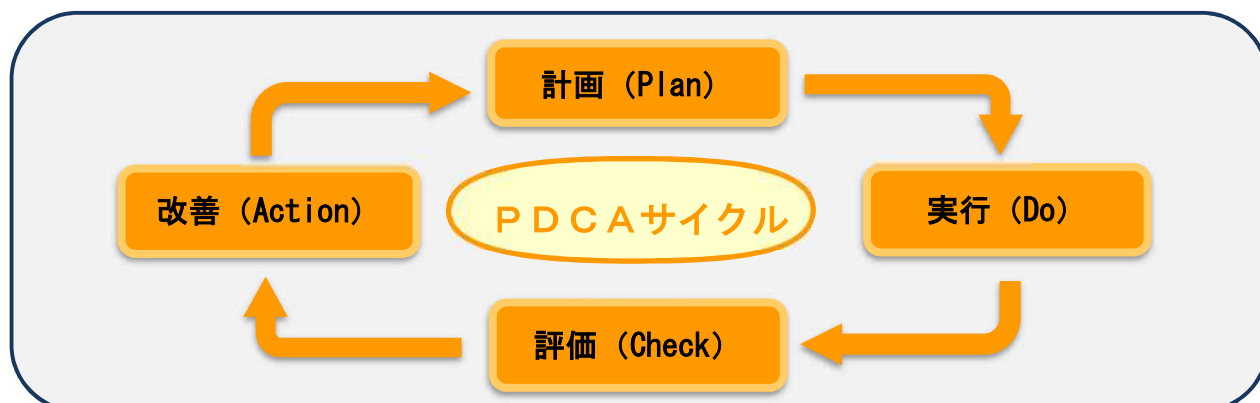 計画（Plan）
改善（Action）
ＰＤＣＡサイクル
実行（Do）
評価（Check）